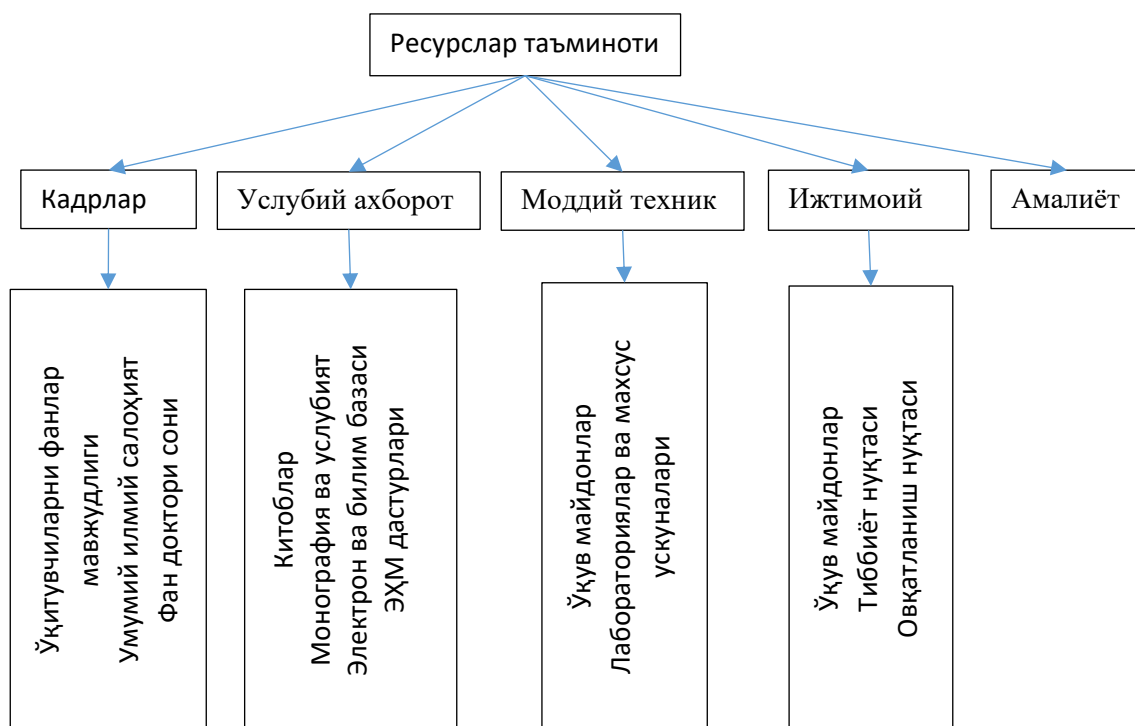 Ресурслар таъминоти
Кадрлар
Услубий ахборот
Моддий техник
Ижтимоий
Амалиёт
Ўқитувчиларни фанлар
мавжудлиги
Умумий илмий салоҳият
Фан доктори сони
Китоблар
Монография ва услубият
Электрон ва билим базаси
ЭҲМ дастурлари
Ўқув майдонлар
Лабораториялар ва махсус
ускуналари
Ўқув майдонлар
Тиббиёт нуқтаси
Овқатланиш нуқтаси